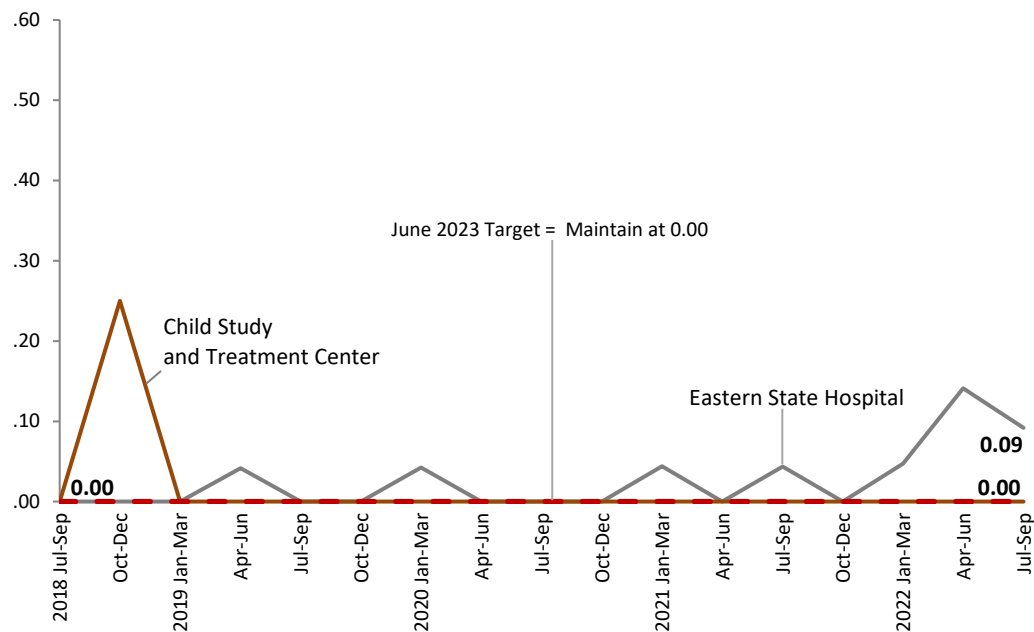 .60
.50
.40
.30
.20
.10
.00
June 2023 Target =  Maintain at 0.00
Child Study
and Treatment Center
Eastern State Hospital
0.00
0.09
0.00
2018 Jul-Sep
Oct-Dec
2019 Jan-Mar
Apr-Jun
Jul-Sep
Oct-Dec
2020 Jan-Mar
Apr-Jun
Jul-Sep
Oct-Dec
2021 Jan-Mar
Apr-Jun
Jul-Sep
Oct-Dec
2022 Jan-Mar
Apr-Jun
Jul-Sep